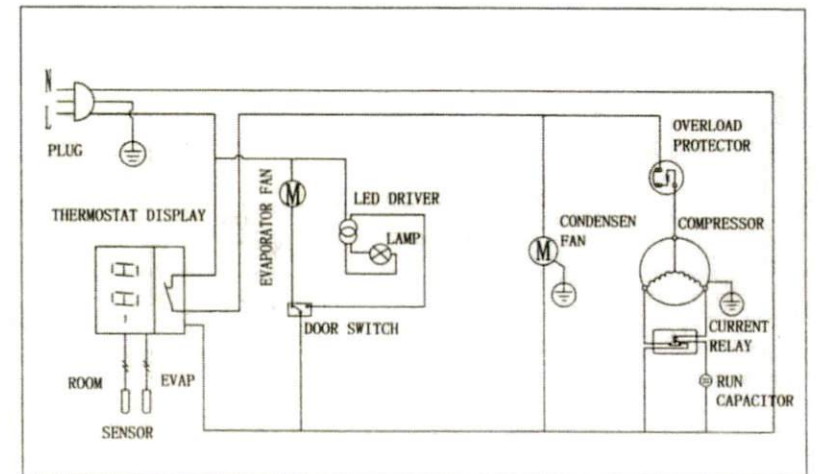 N
L
PLUG
OVERLOAD
PROTECTOR
THERMOSTAT DISPLAY
EVAPORATOR FAN
M
LED DRIVER
LAMP
CONDENSEN
FAN
M
COMPRESSOR
DOOR SWITCH
CURRENT
RELAY
ROOM
EVAP
RUN
CAPACITOR
SENSOR